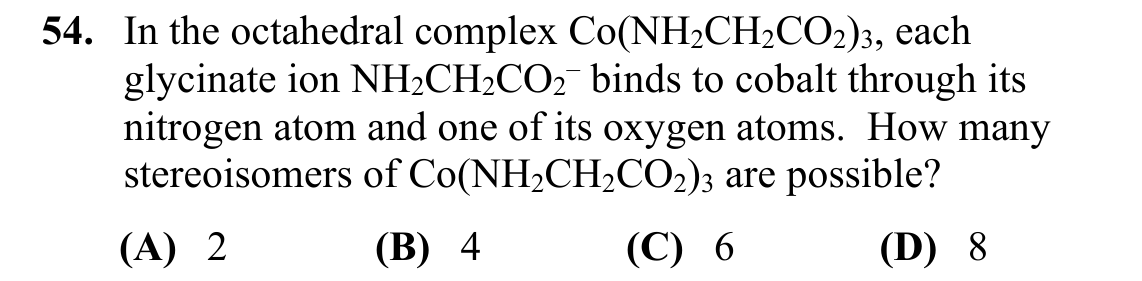 54. In the octahedral complex Co(NH₂CH₂CO₂)₃, each
glycinate ion NH₂CH₂CO₂⁻ binds to cobalt through its
nitrogen atom and one of its oxygen atoms. How many
stereoisomers of Co(NH₂CH₂CO₂)₃ are possible?
(A) 2 (B) 4 (C) 6 (D) 8